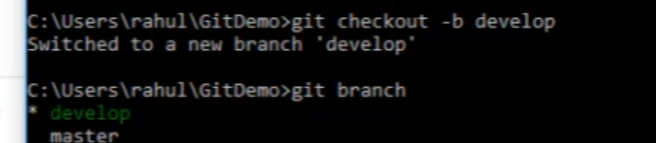 C:\Users\rahul\GitDemo>git checkout -b develop
Switched to a new branch 'develop'
C:\Users\rahul\GitDemo>git branch
* develop
master